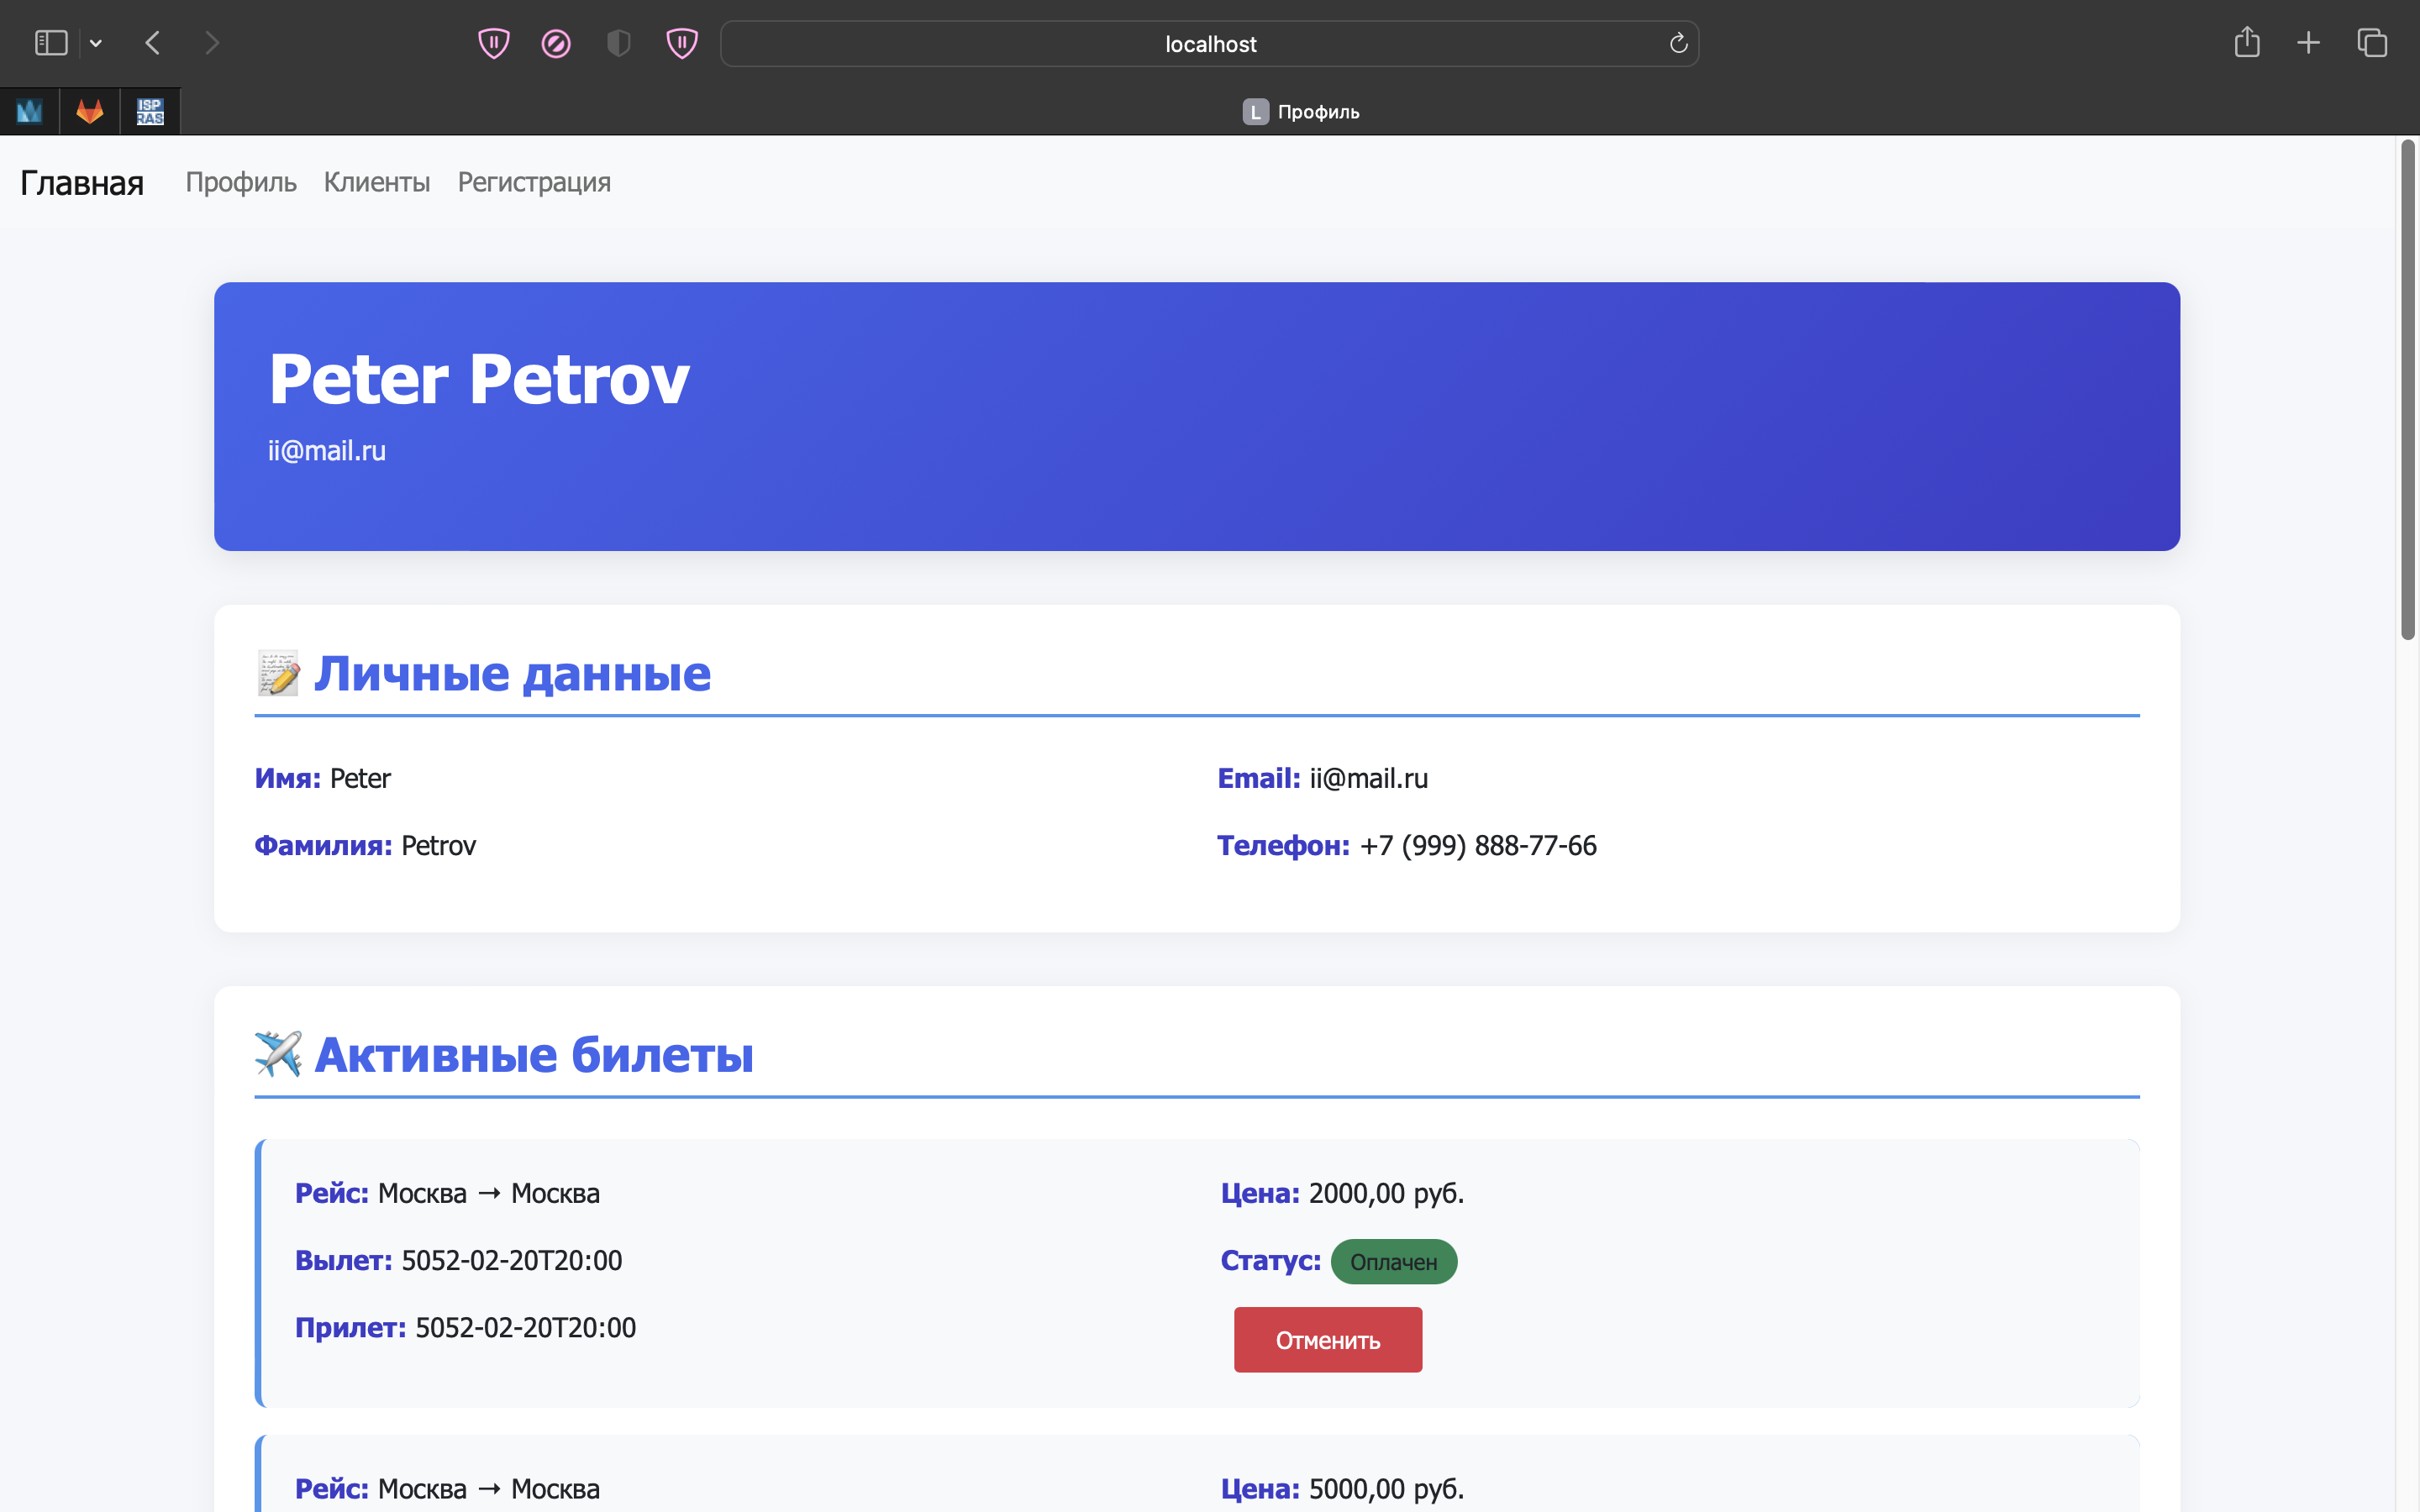 localhost
ISP
RAS
L Профиль
Главная Профиль Клиенты Регистрация
Peter Petrov
ii@mail.ru
Личные данные
Имя: Peter
Email: ii@mail.ru
Фамилия: Petrov
Телефон: +7 (999) 888-77-66
Активные билеты
Рейс: Москва → Москва
Цена: 2000,00 руб.
Вылет: 5052-02-20T20:00
Статус: Оплачен
Прилет: 5052-02-20T20:00
Отменить
Рейс: Москва → Москва
Цена: 5000,00 руб.